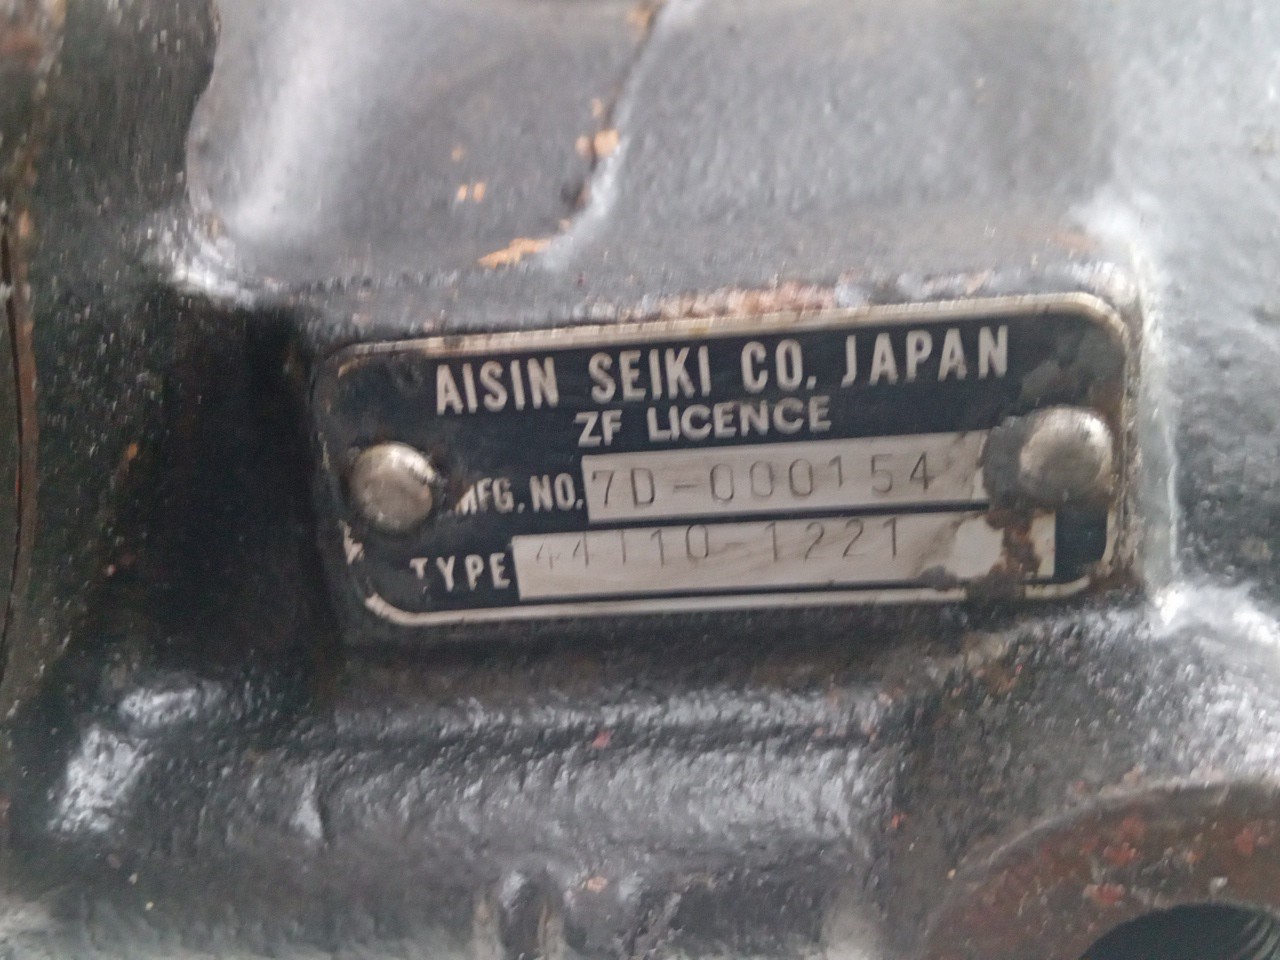 AISIN SEIKI CO. JAPAN
ZF LICENCE
MFG. NO. 7D-000154
TYPE 44110-1221